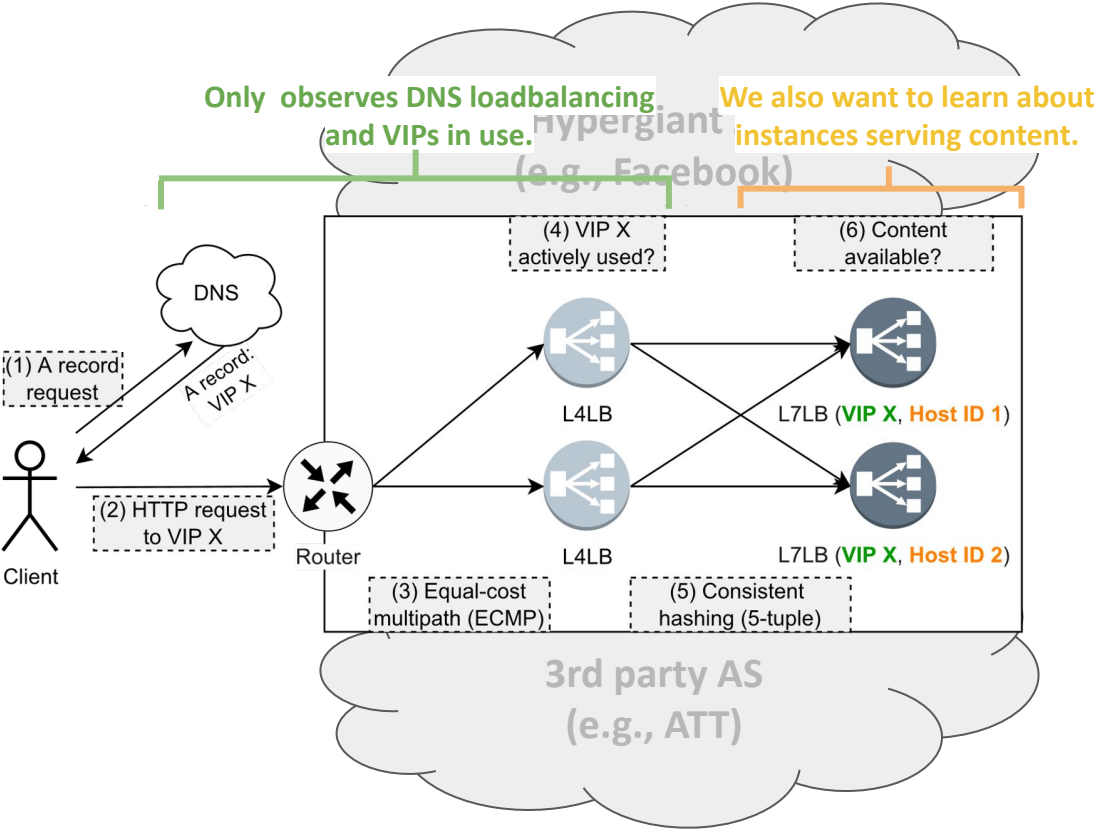 Only observes DNS loadbalancing
and VIPs in use.
We also want to learn about
instances serving content.
Hypergiant
(e.g., Facebook)
(4) VIP X
actively used?
(6) Content
available?
DNS
(1) A record
request
A record:
VIP X
L4LB
L7LB (VIP X, Host ID 1)
(2) HTTP request
to VIP X
Client
Router
L4LB
L7LB (VIP X, Host ID 2)
(3) Equal-cost
multipath (ECMP)
(5) Consistent
hashing (5-tuple)
3rd party AS
(e.g., ATT)